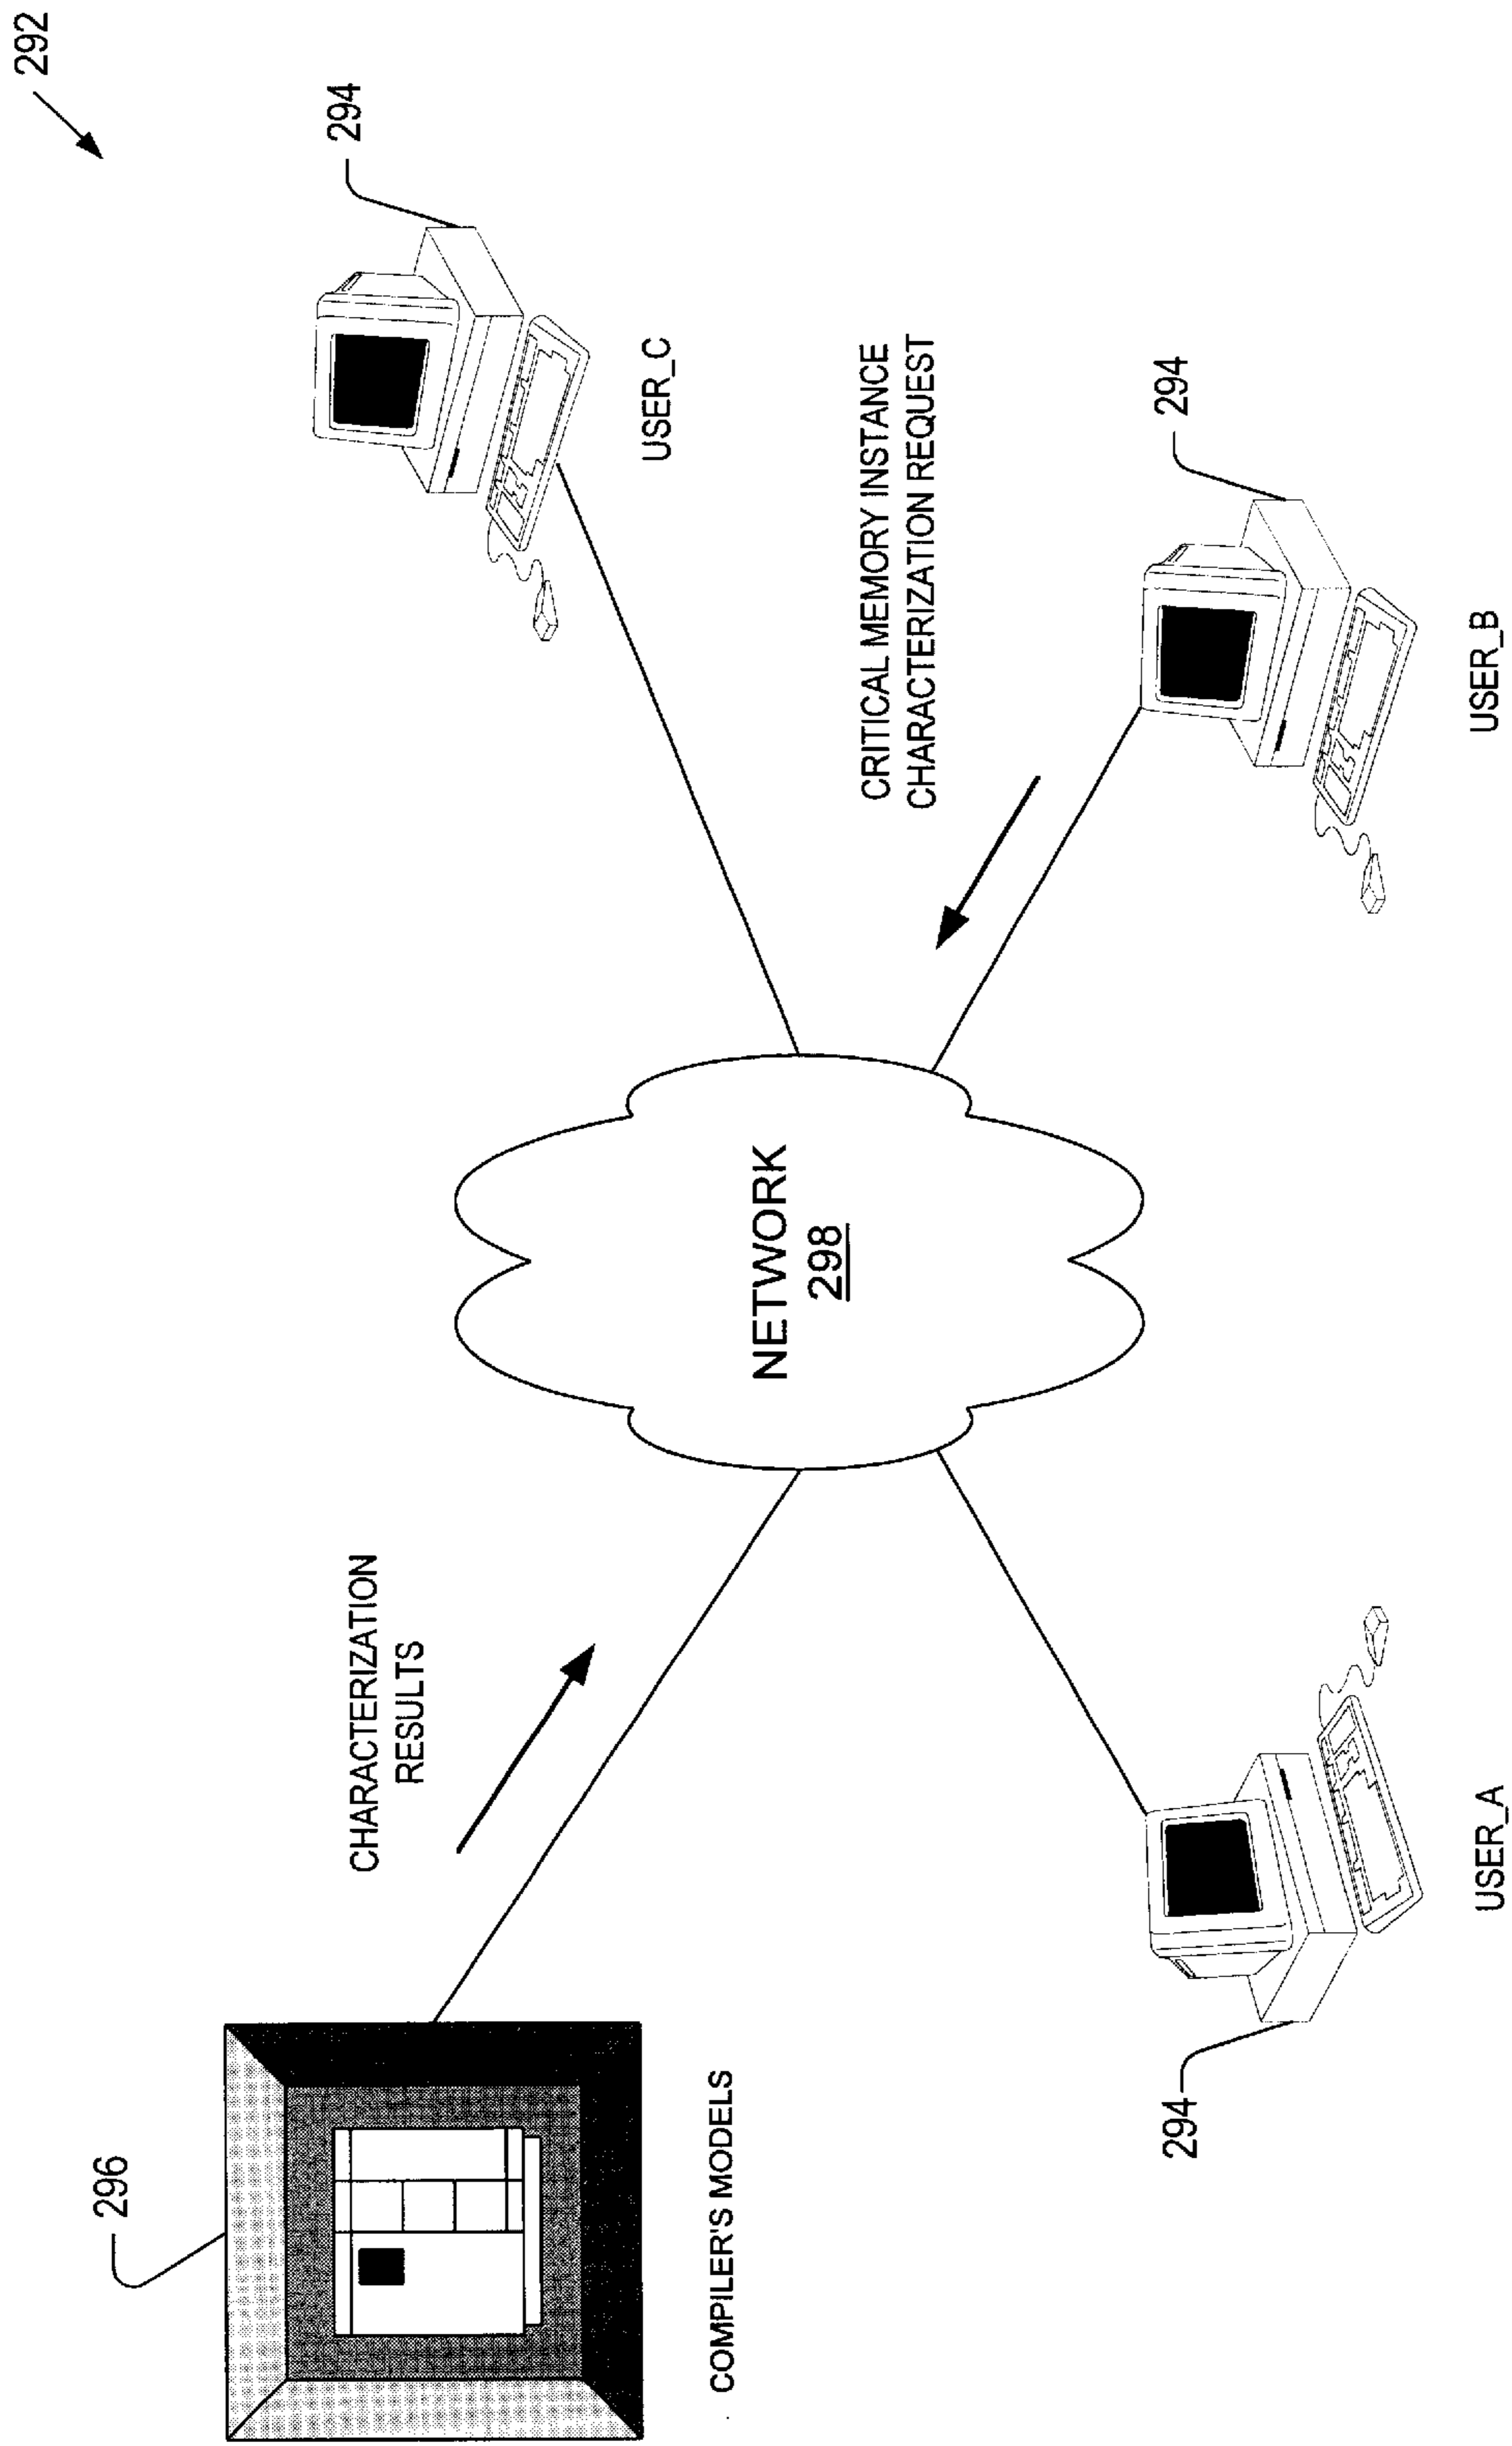 292
296
CHARACTERIZATION
RESULTS
294
COMPILER'S MODELS
NETWORK
298
USER_C
CRITICAL MEMORY INSTANCE
CHARACTERIZATION REQUEST
294
294
USER_A
USER_B